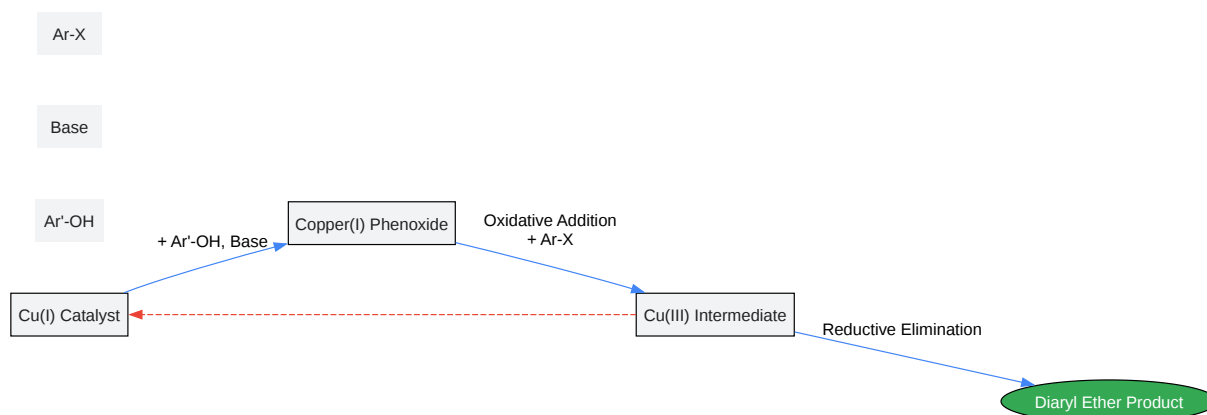 Ar-X
Base
Ar'-OH
Copper(I) Phenoxide
Oxidative Addition
+ Ar-X
+ Ar'-OH, Base
Cu(I) Catalyst
Cu(III) Intermediate
Reductive Elimination
Diaryl Ether Product